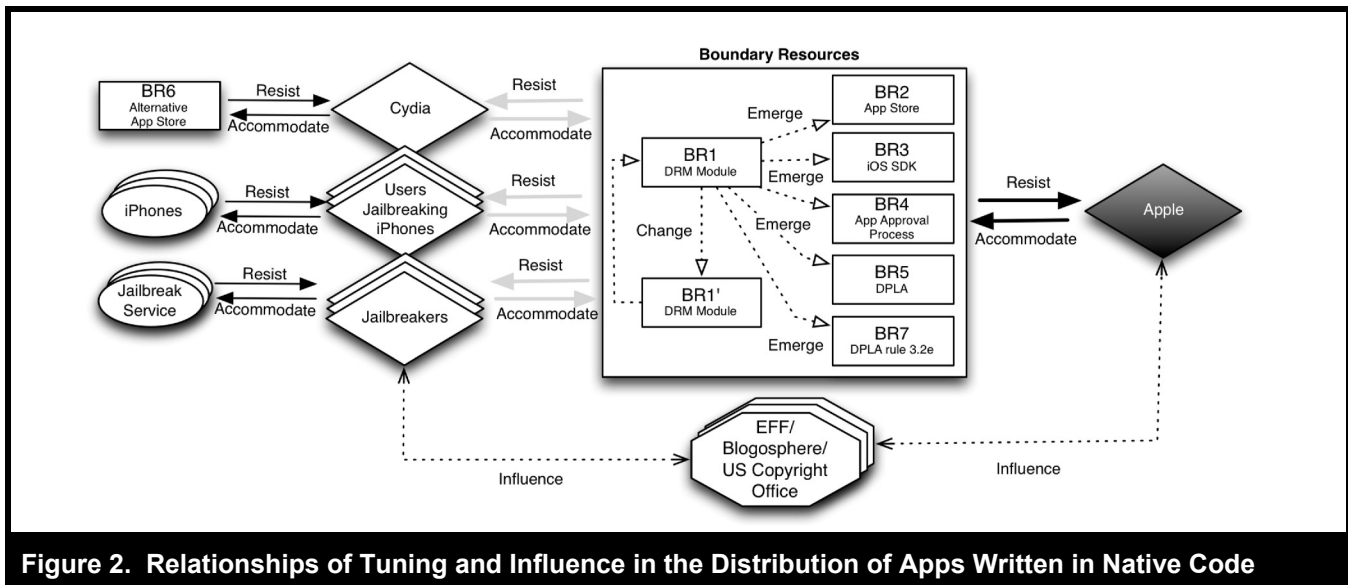 Boundary Resources
BR6
Alternative
App Store
Resist
Accommodate
Cydia
Resist
Accommodate
iPhones
Resist
Accommodate
Users
Jailbreaking
iPhones
Resist
Accommodate
Jailbreak
Service
Resist
Accommodate
Jailbreakers
Resist
Accommodate
BR1
DRM Module
Change
BR1'
DRM Module
Emerge
Emerge
Emerge
Emerge
BR2
App Store
BR3
iOS SDK
BR4
App Approval
Process
BR5
DPLA
BR7
DPLA rule 3.2e
Resist
Accommodate
Apple
Influence
EFF/
Blogosphere/
US Copyright
Office
Influence
Figure 2. Relationships of Tuning and Influence in the Distribution of Apps Written in Native Code